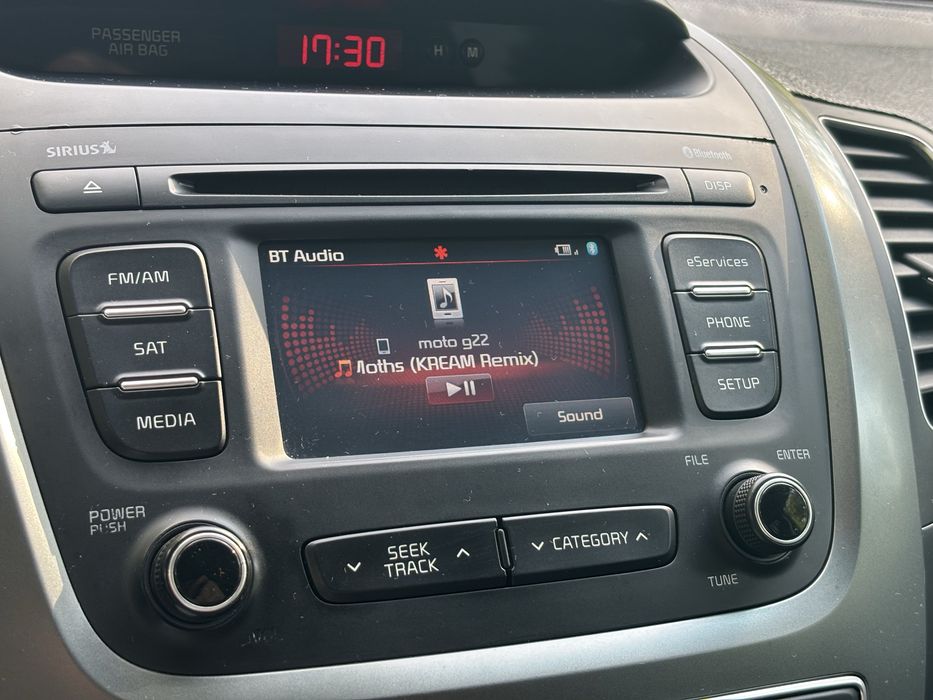 PASSENGER
AIR BAG
17:30
H M
SIRIUS
Bluetooth
DISP
FM/AM
SAT
MEDIA
BT Audio
moto g22
Moths (KREAM Remix)
Sound
eServices
PHONE
SETUP
POWER
PUSH
VOL
SEEK
TRACK
CATEGORY
FILE
ENTER
TUNE